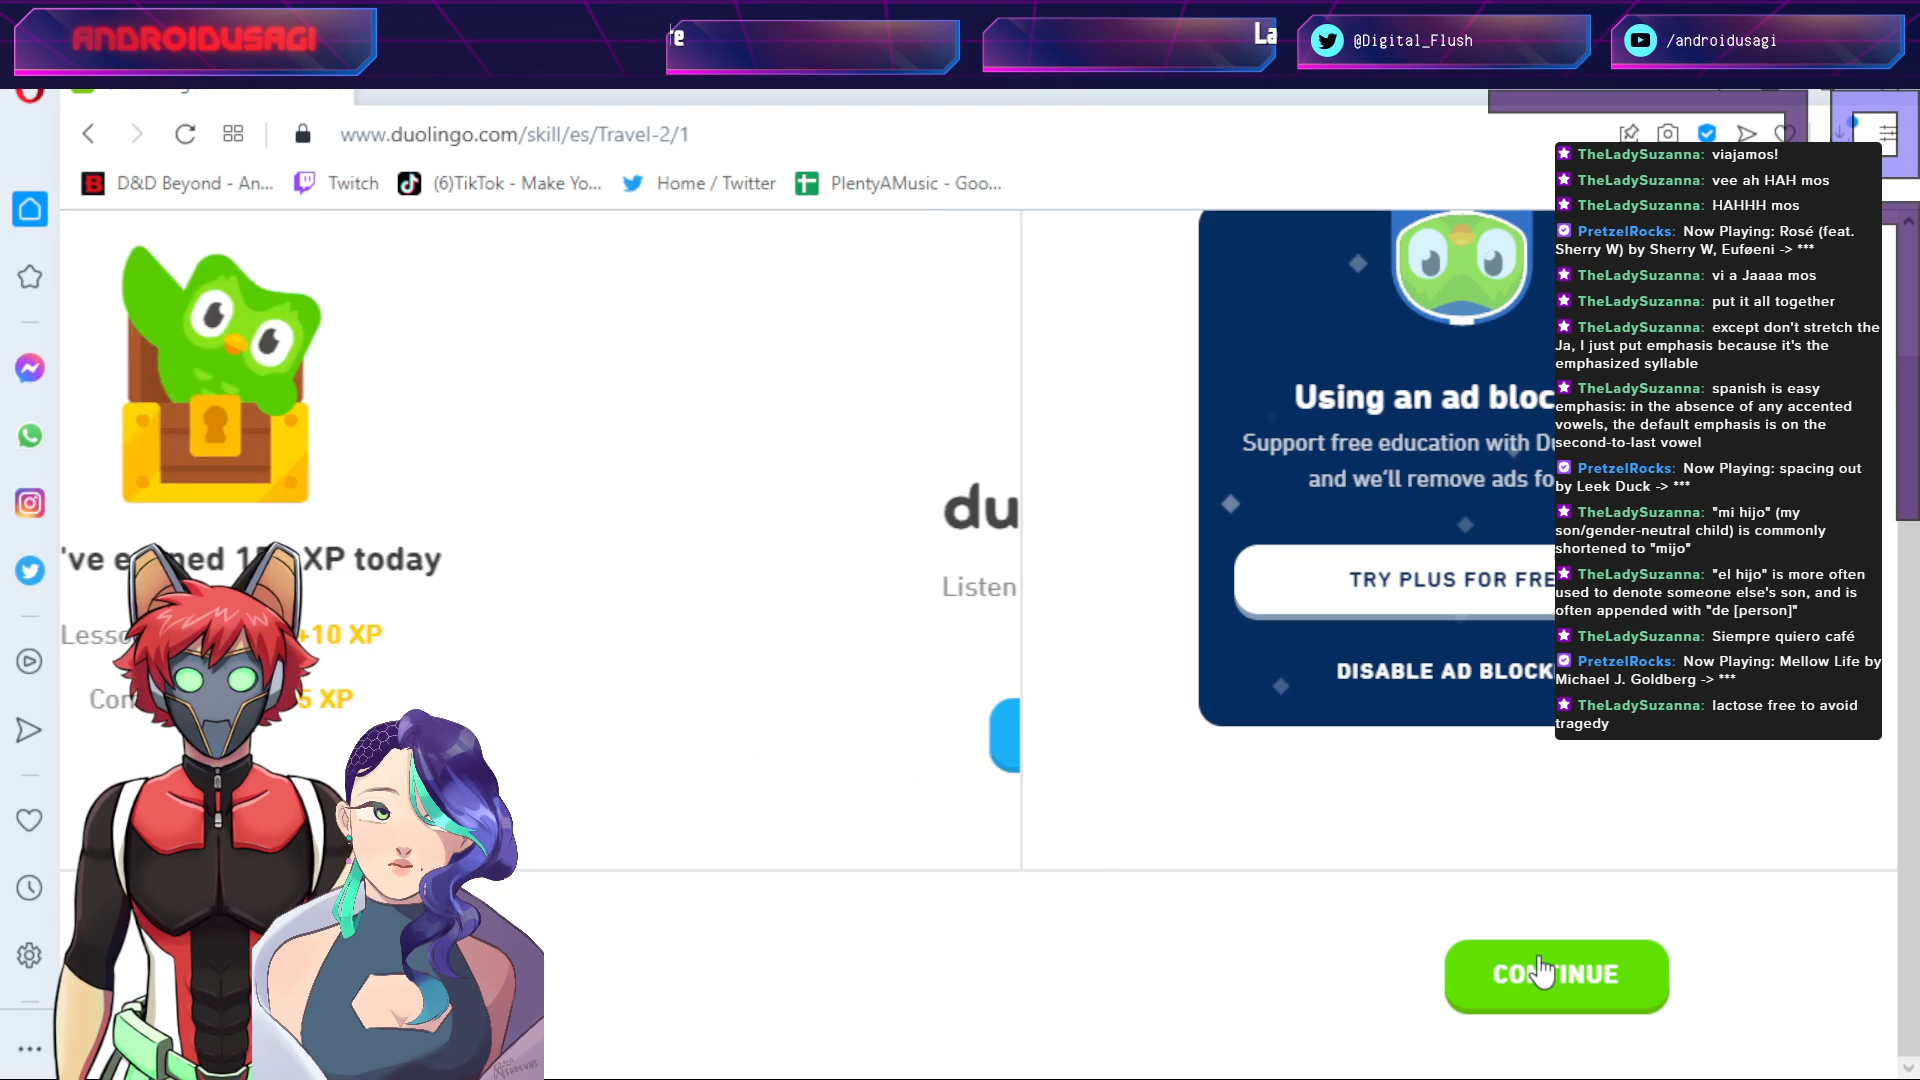 ANDROIDUSAGI
re
La
@Digital_Flush
/androidusagi
www.duolingo.com/skill/es/Travel-2/1
D&D Beyond - An...
Twitch
(6)TikTok - Make Yo...
Home / Twitter
PlentyAMusic - Goo...
've earned XP today
+10 XP
5 XP
du
Listen
Using an ad bloc
Support free education with Du
and we'll remove ads fo
TRY PLUS FOR FRE
DISABLE AD BLOCK
CONTINUE
TheLadySuzanna: viajamos!
TheLadySuzanna: vee ah HAH mos
TheLadySuzanna: HAHHH mos
PretzelRocks: Now Playing: Rosé (feat.
Sherry W) by Sherry W, Euføeni -> ***
TheLadySuzanna: vi a Jaaaa mos
TheLadySuzanna: put it all together
TheLadySuzanna: except don't stretch the
Ja, I just put emphasis because it's the
emphasized syllable
TheLadySuzanna: spanish is easy
emphasis: in the absence of any accented
vowels, the default emphasis is on the
second-to-last vowel
PretzelRocks: Now Playing: spacing out
by Leek Duck -> ***
TheLadySuzanna: "mi hijo" (my
son/gender-neutral child) is commonly
shortened to "mijo"
TheLadySuzanna: "el hijo" is more often
used to denote someone else's son, and is
often appended with "de [person]"
TheLadySuzanna: Siempre quiero café
PretzelRocks: Now Playing: Mellow Life by
Michael J. Goldberg -> ***
TheLadySuzanna: lactose free to avoid
tragedy